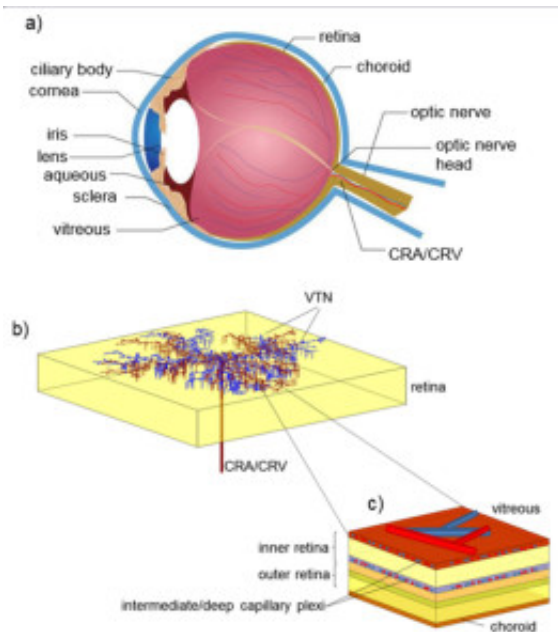 a)
retina
choroid
ciliary body
cornea
optic nerve
iris
optic nerve
head
lens
aqueous
sclera
vitreous
CRA/CRV
VTN
b)
retina
CRA/CRV
c)
vitreous
inner retina
outer retina
intermediate/deep capillary plexi
choroid